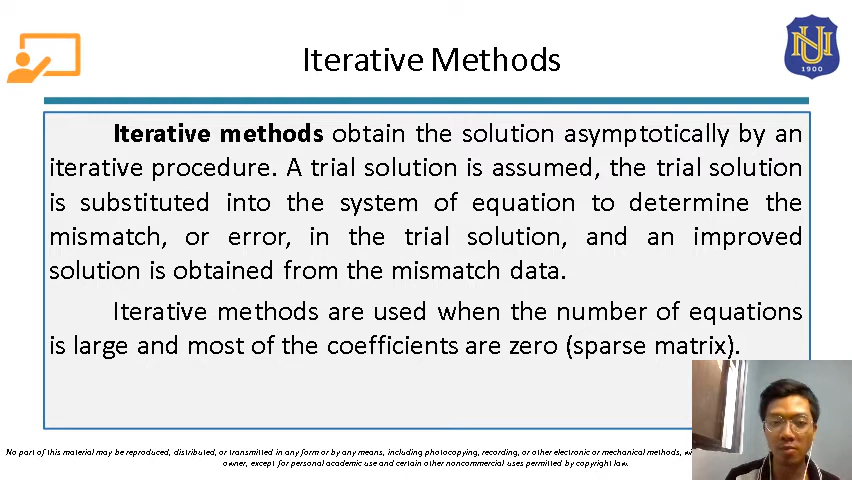 Iterative Methods
NU
1900
Iterative methods obtain the solution asymptotically by an
iterative procedure. A trial solution is assumed, the trial solution
is substituted into the system of equation to determine the
mismatch, or error, in the trial solution, and an improved
solution is obtained from the mismatch data.
Iterative methods are used when the number of equations
is large and most of the coefficients are zero (sparse matrix).
No part of this material may be reproduced, distributed, or transmitted in any form or by any means, including photocopying, recording, or other electronic or mechanical methods,
owner, except for personal academic use and certain other noncommercial uses permitted by copyright law.